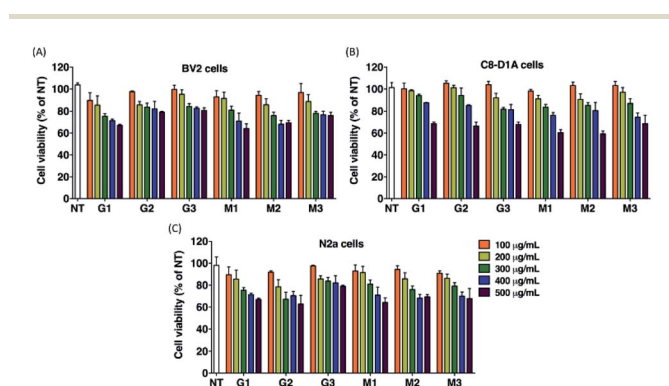 (A)
BV2 cells
Cell viability (% of NT)
120
100
80
60
40
20
0
NT G1 G2 G3 M1 M2 M3
(B)
C8-D1A cells
Cell viability (% of NT)
120
100
80
60
40
20
0
NT G1 G2 G3 M1 M2 M3
(C)
N2a cells
Cell viability (% of NT)
120
100
80
60
40
20
0
NT G1 G2 G3 M1 M2 M3
100 µg/mL
200 µg/mL
300 µg/mL
400 µg/mL
500 µg/mL